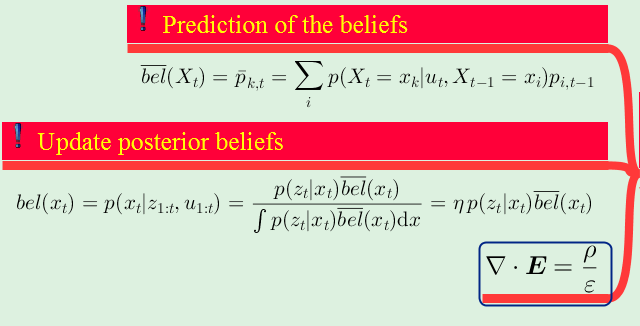 ! Prediction of the beliefs
$\overline{bel}(X_t) = \bar{p}_{k,t} = \sum_i p(X_t = x_k | u_t, X_{t-1} = x_i) p_{i,t-1}$
! Update posterior beliefs
$bel(x_t) = p(x_t | z_{1:t}, u_{1:t}) = \frac{p(z_t|x_t)\overline{bel}(x_t)}{\int p(z_t|x_t)\overline{bel}(x_t)\mathrm{d}x} = \eta \, p(z_t|x_t)\overline{bel}(x_t)$
$\nabla \cdot \boldsymbol{E} = \frac{\rho}{\varepsilon}$